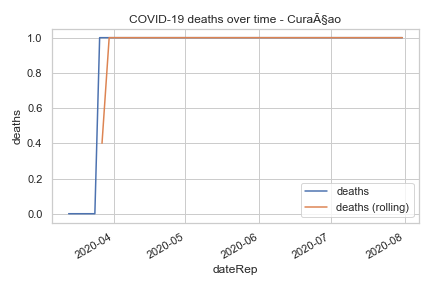 COVID-19 deaths over time - CuraÃ§ao
1.0
0.8
0.6
0.4
0.2
0.0
deaths
deaths
deaths (rolling)
2020-04
2020-05
2020-06
2020-07
2020-08
dateRep